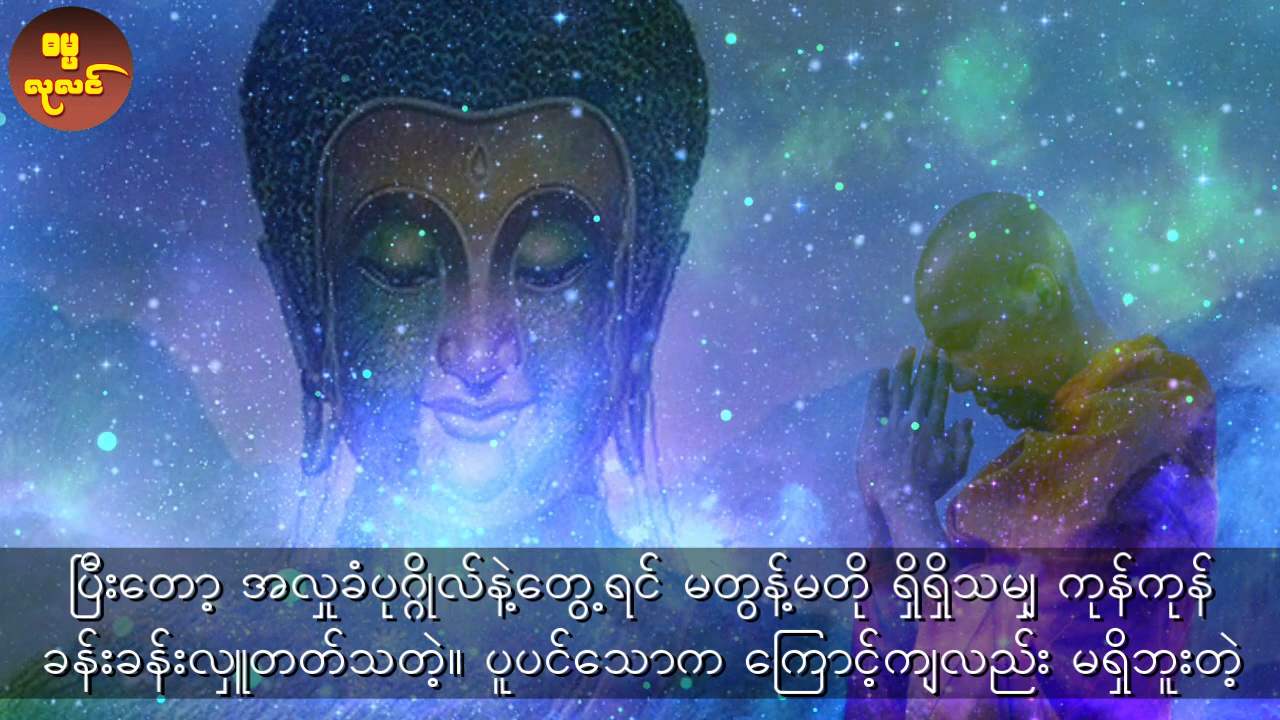 ဓမ္မ
လုလင်
ပြီးတော့ အလှုခံပုဂ္ဂိုလ်နဲ့တွေ့ရင် မတွန့်မတို ရှိရှိသမျှ ကုန်ကုန်
ခန်းခန်းလှူတတ်သတဲ့။ ပူပင်သောက ကြောင့်ကျလည်း မရှိဘူးတဲ့